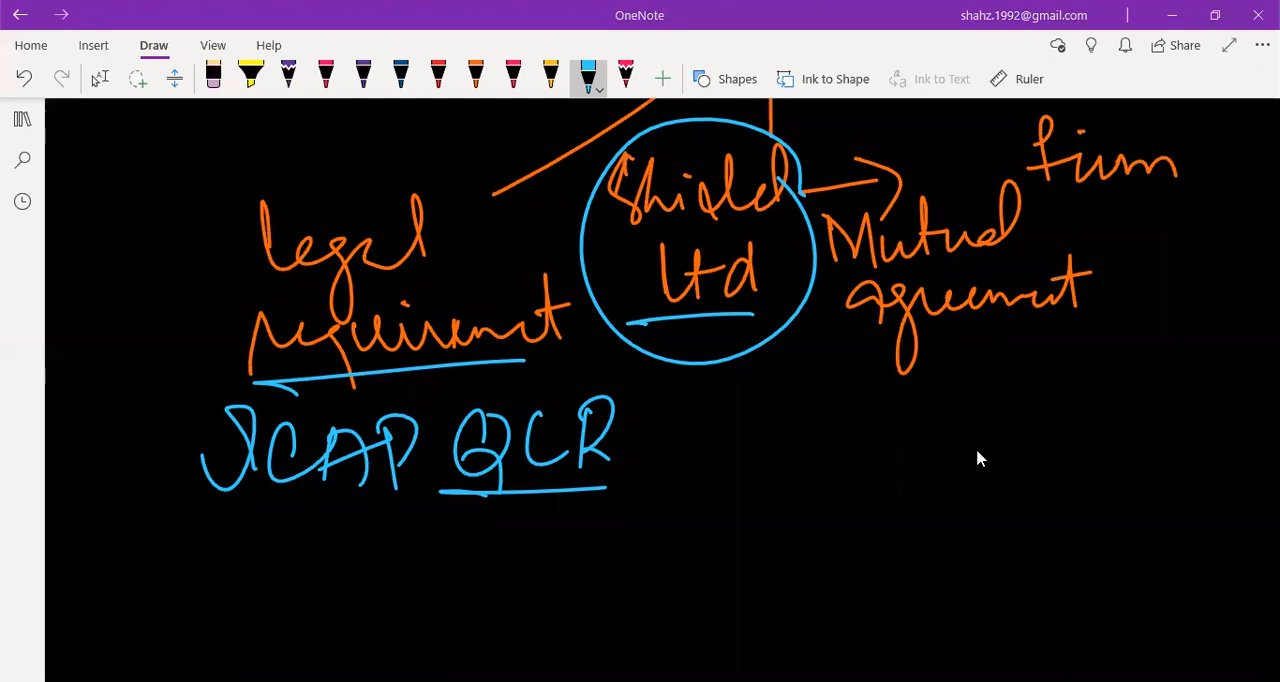 OneNote
shahz.1992@gmail.com
Home Insert Draw View Help
Share
Shapes Ink to Shape Ink to Text Ruler
firm
Shield
Ltd
Mutual
agreement
legal
requirement
ICAP QCR